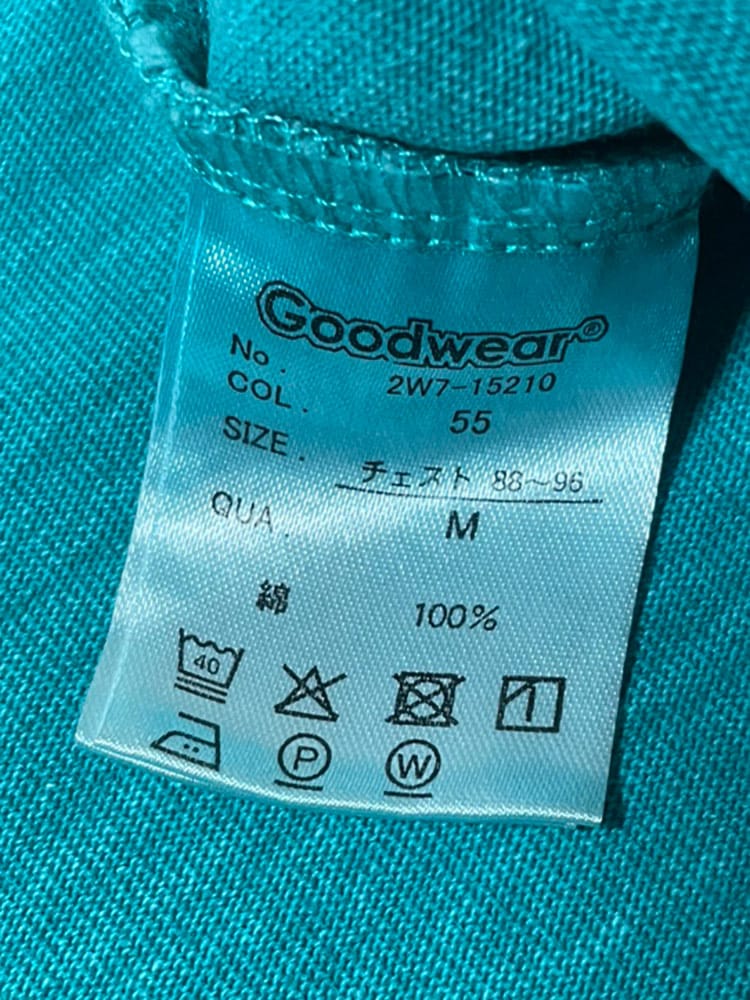 Goodwear®
No. 2W7-15210
COL. 55
SIZE. チェスト 88~96
M
QUA.
綿 100%
40
P W